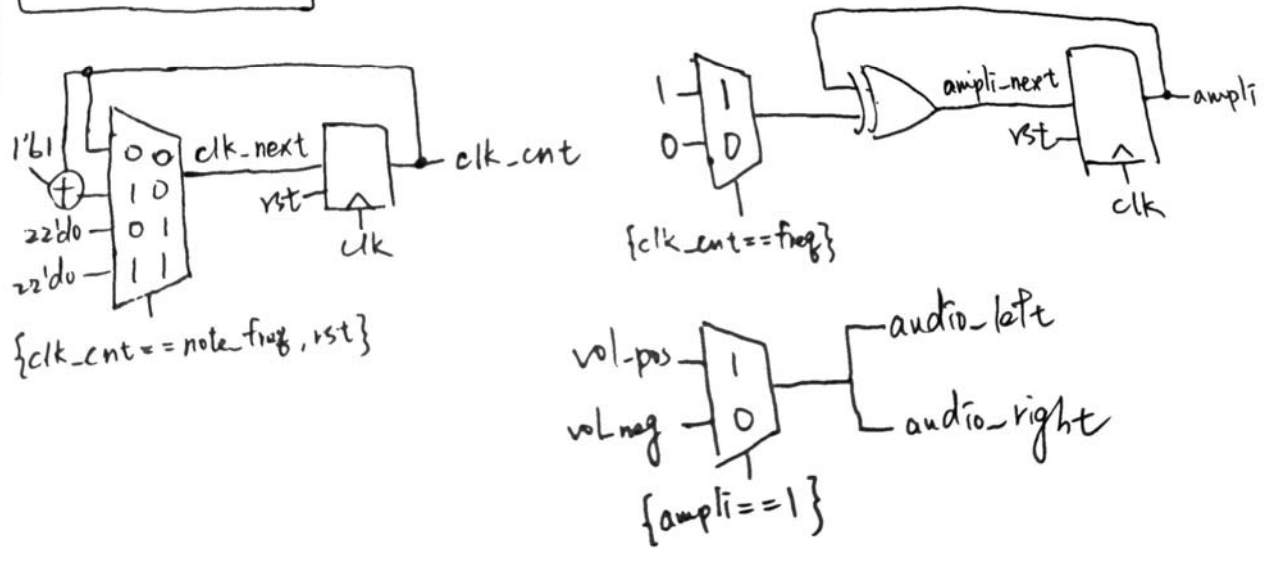 1'b1
00
10
01
11
22'd0
22'd0
clk_next
rst
clk
clk_cnt
{clk_cnt==note_freq, rst}
1
0
1
0
{clk_cnt==freq}
ampli_next
rst
clk
ampli
vol_pos
vol_neg
1
0
{ampli==1}
audio_left
audio_right